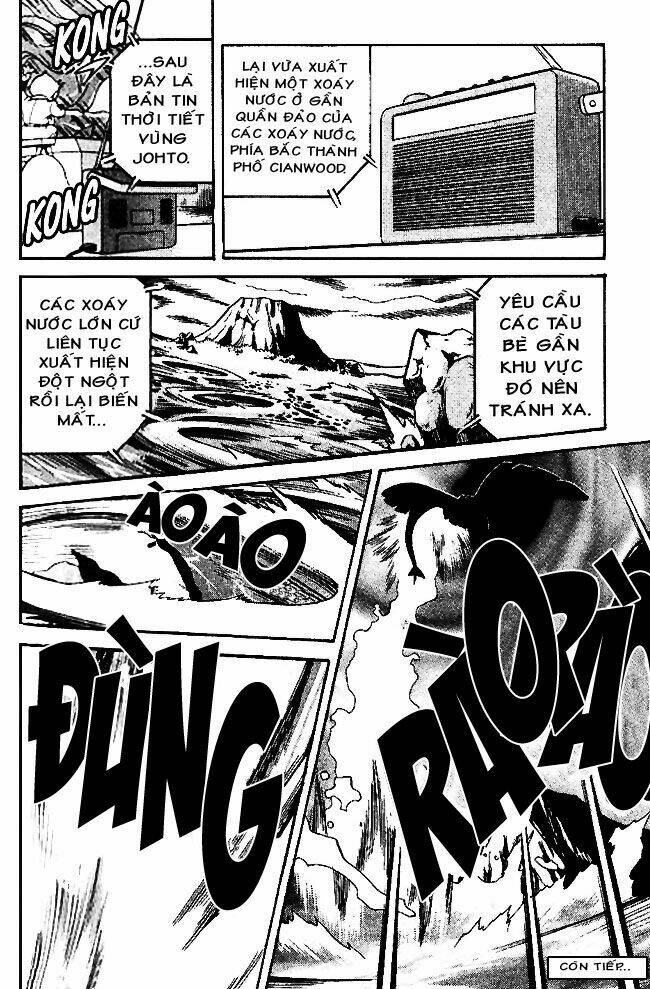 KONG
...SAU
ĐÂY LÀ
BẢN TIN
THỜI TIẾT
VÙNG
JOHTO.
KONG
LẠI VỪA XUẤT
HIỆN MỘT XOÁY
NƯỚC Ở GẦN
QUẦN ĐẢO CỦA
CÁC XOÁY NƯỚC,
PHÍA BẮC THÀNH
PHỐ CIANWOOD.
CÁC XOÁY
NƯỚC LỚN CỨ
LIÊN TỤC
XUẤT HIỆN
ĐỘT NGỘT
RỒI LẠI BIẾN
MẤT...
YÊU CẦU
CÁC TÀU
BÈ GẦN
KHU VỰC
ĐÓ NÊN
TRÁNH XA.
ÀO ÀO
ĐÙNG
RÀO RÀO
CÒN TIẾP...